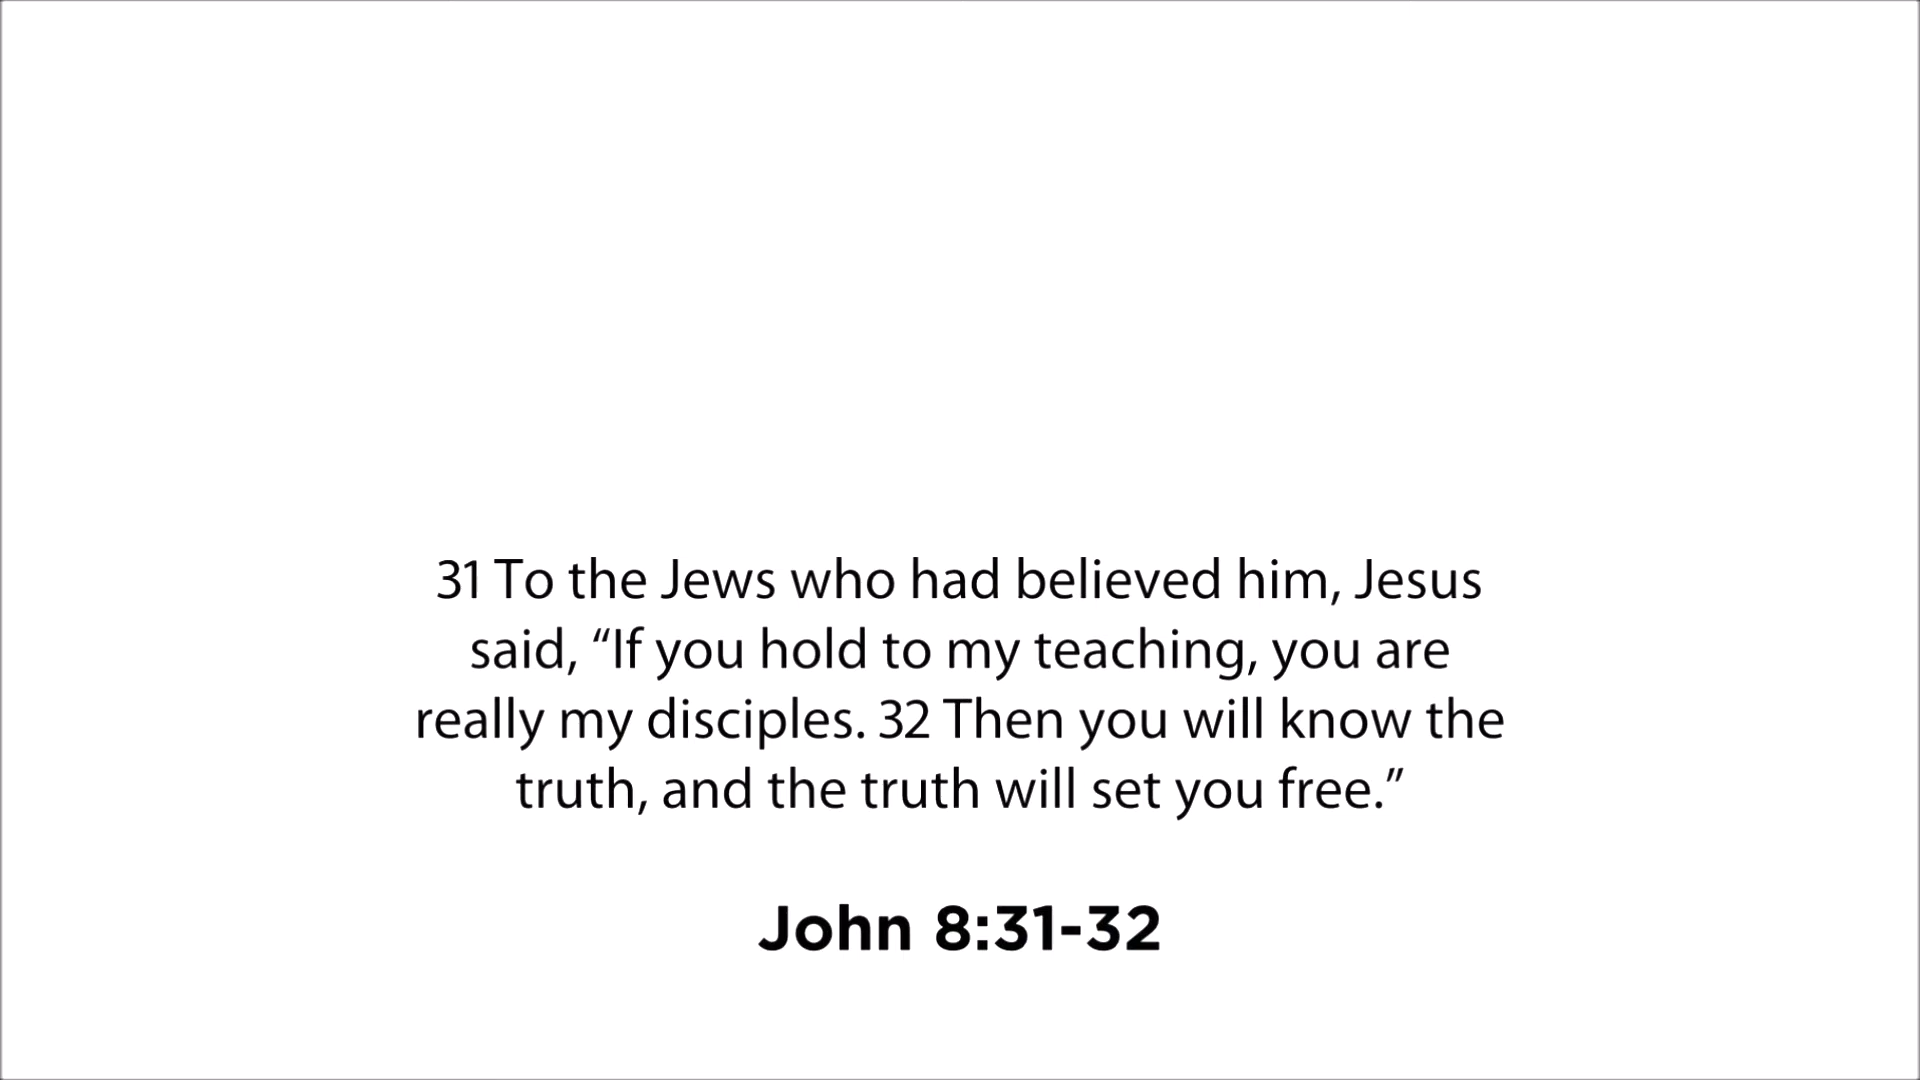 31 To the Jews who had believed him, Jesus
said, “If you hold to my teaching, you are
really my disciples. 32 Then you will know the
truth, and the truth will set you free.”
John 8:31-32